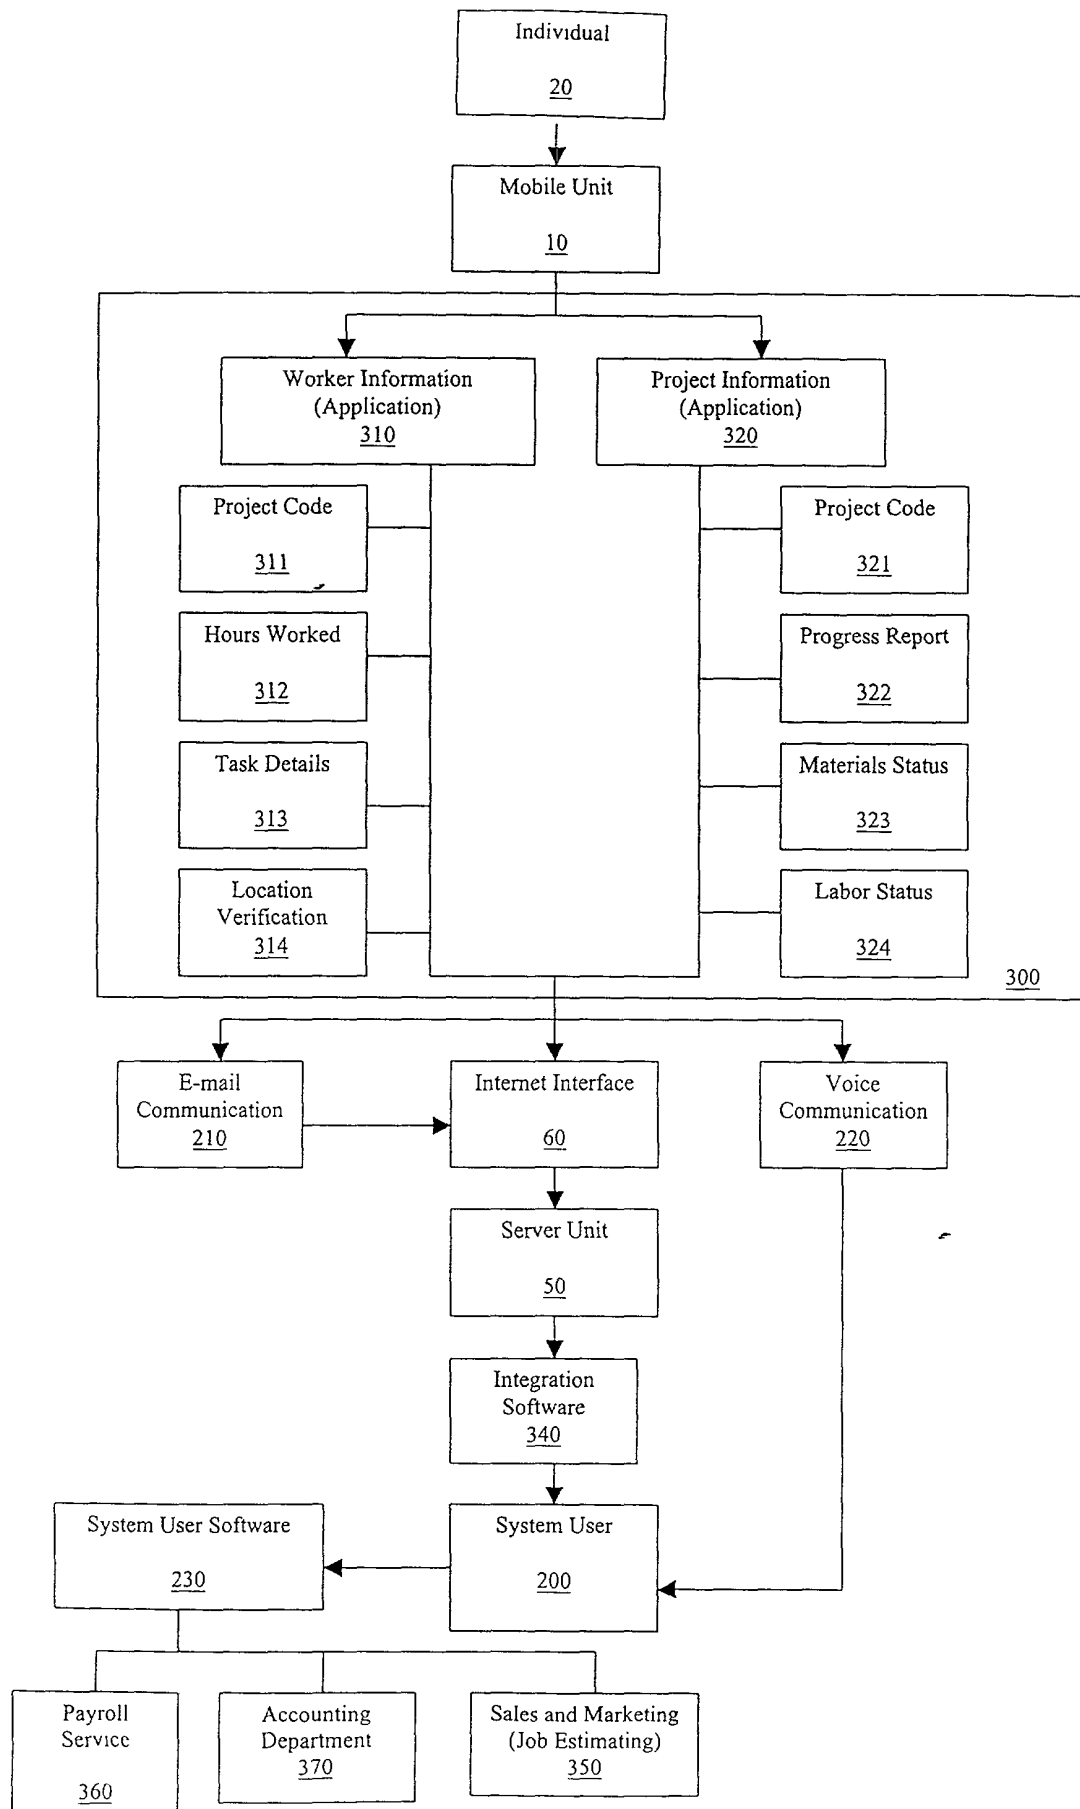 Individual
20
Mobile Unit
10
Worker Information
(Application)
310
Project Information
(Application)
320
Project Code
311
Hours Worked
312
Task Details
313
Location
Verification
314
Project Code
321
Progress Report
322
Materials Status
323
Labor Status
324
300
E-mail
Communication
210
Internet Interface
60
Voice
Communication
220
Server Unit
50
Integration
Software
340
System User Software
230
System User
200
Payroll
Service
360
Accounting
Department
370
Sales and Marketing
(Job Estimating)
350